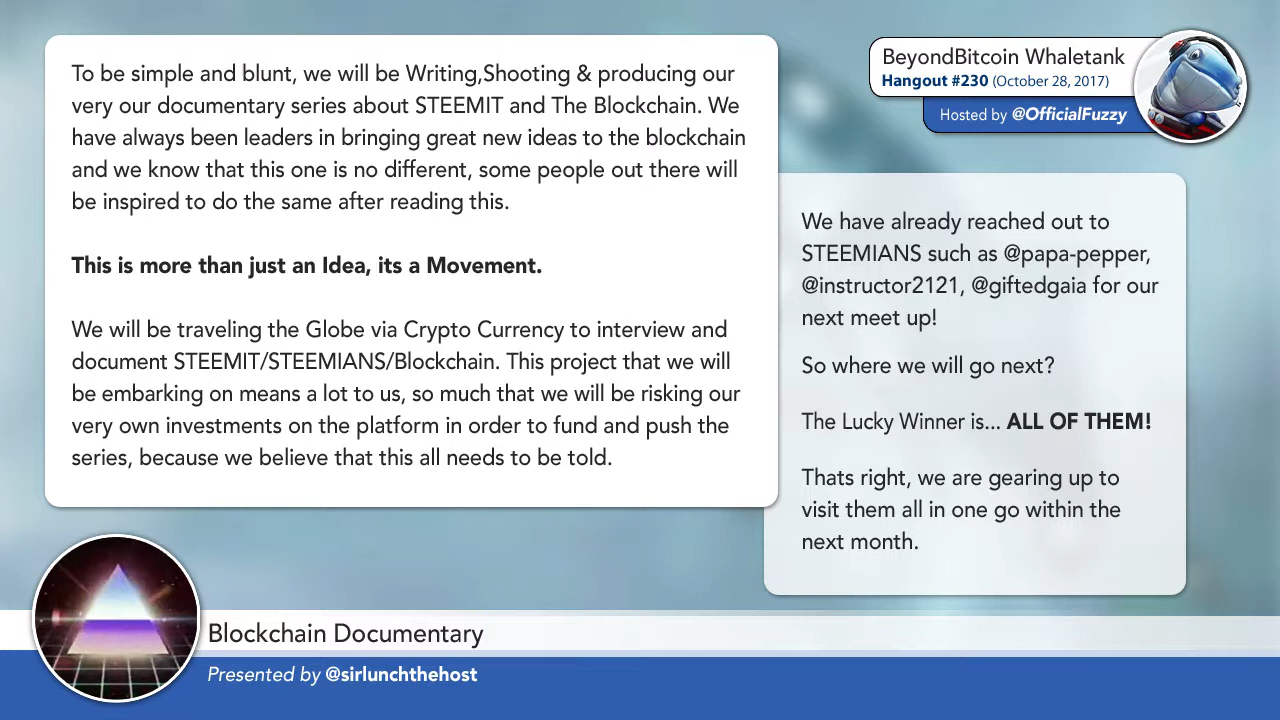 To be simple and blunt, we will be Writing,Shooting & producing our
very our documentary series about STEEMIT and The Blockchain. We
have always been leaders in bringing great new ideas to the blockchain
and we know that this one is no different, some people out there will
be inspired to do the same after reading this.
This is more than just an Idea, its a Movement.
We will be traveling the Globe via Crypto Currency to interview and
document STEEMIT/STEEMIANS/Blockchain. This project that we will
be embarking on means a lot to us, so much that we will be risking our
very own investments on the platform in order to fund and push the
series, because we believe that this all needs to be told.
BeyondBitcoin Whaletank
Hangout #230 (October 28, 2017)
Hosted by @OfficialFuzzy
We have already reached out to
STEEMIANS such as @papa-pepper,
@instructor2121, @giftedgaia for our
next meet up!
So where we will go next?
The Lucky Winner is... ALL OF THEM!
Thats right, we are gearing up to
visit them all in one go within the
next month.
Blockchain Documentary
Presented by @sirlunchthehost